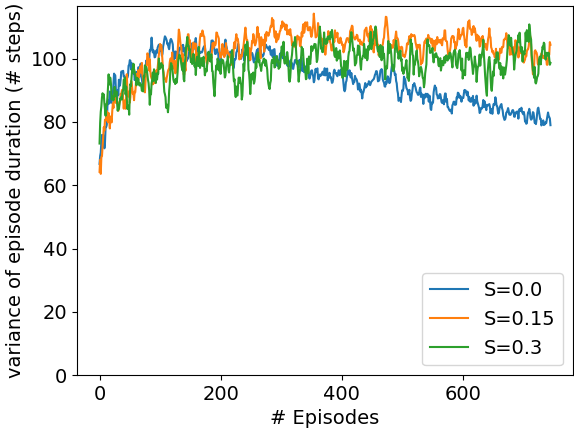 variance of episode duration (# steps)
100
80
60
40
20
0
0 200 400 600
# Episodes
S=0.0
S=0.15
S=0.3